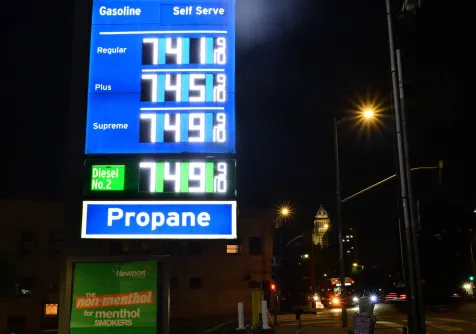 Gasoline Self Serve
Regular 741 9/10
Plus 745 9/10
Supreme 749 9/10
Diesel No.2 749 9/10
Propane
Newport
THE non-menthol
for menthol
SMOKERS